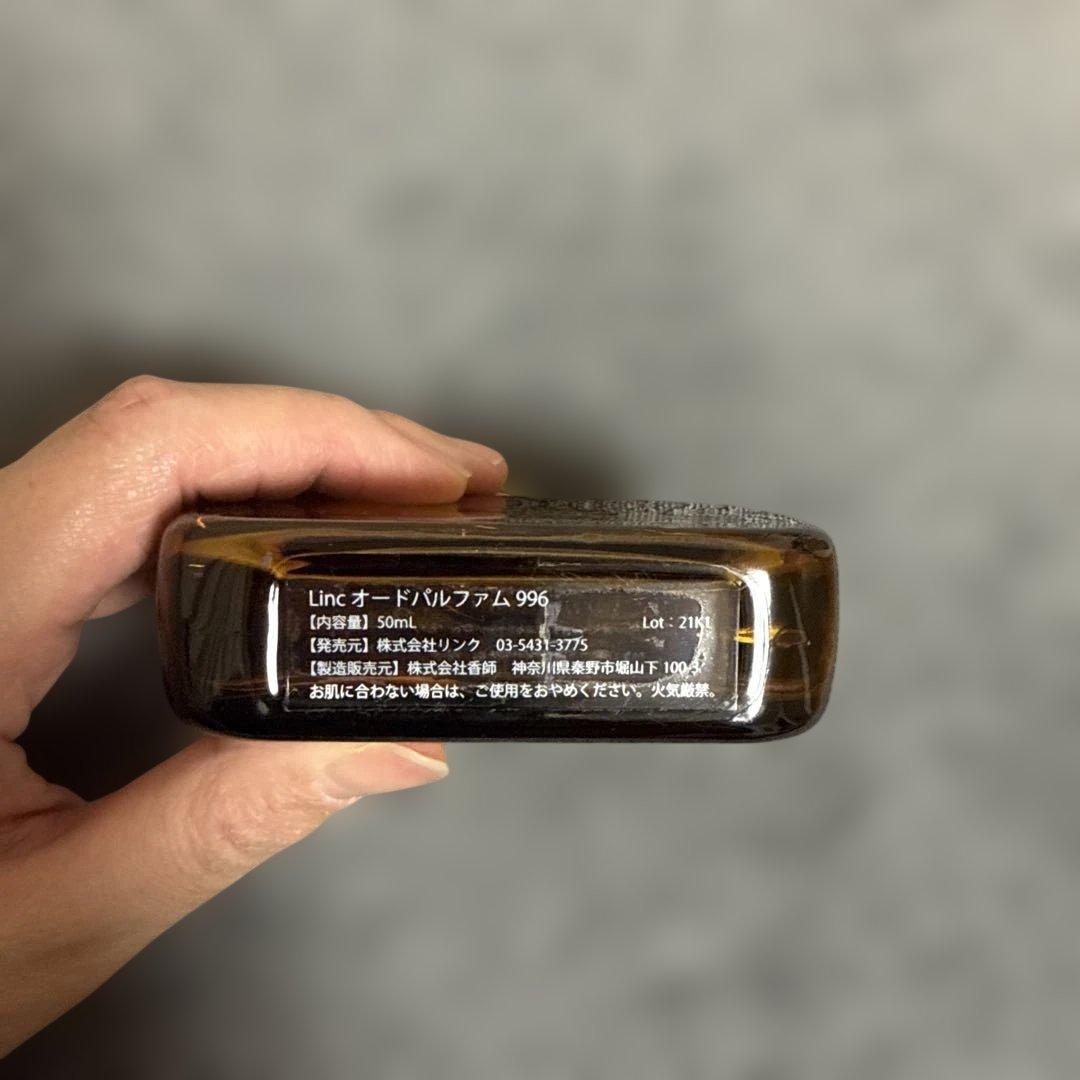 Linc オードパルファム 996
【内容量】50mL Lot：21K1
【発売元】株式会社リンク 03-5431-3775
【製造販売元】株式会社香師 神奈川県秦野市堀山下 100-3
お肌に合わない場合は、ご使用をおやめください。火気厳禁。